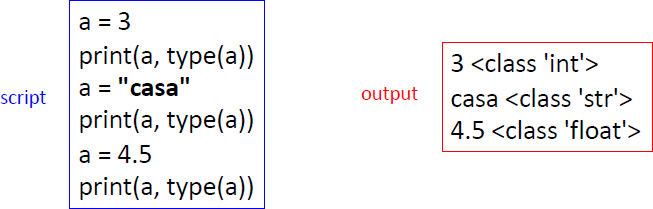 script
a = 3
print(a, type(a))
a = "casa"
print(a, type(a))
a = 4.5
print(a, type(a))
output
3 <class 'int'>
casa <class 'str'>
4.5 <class 'float'>